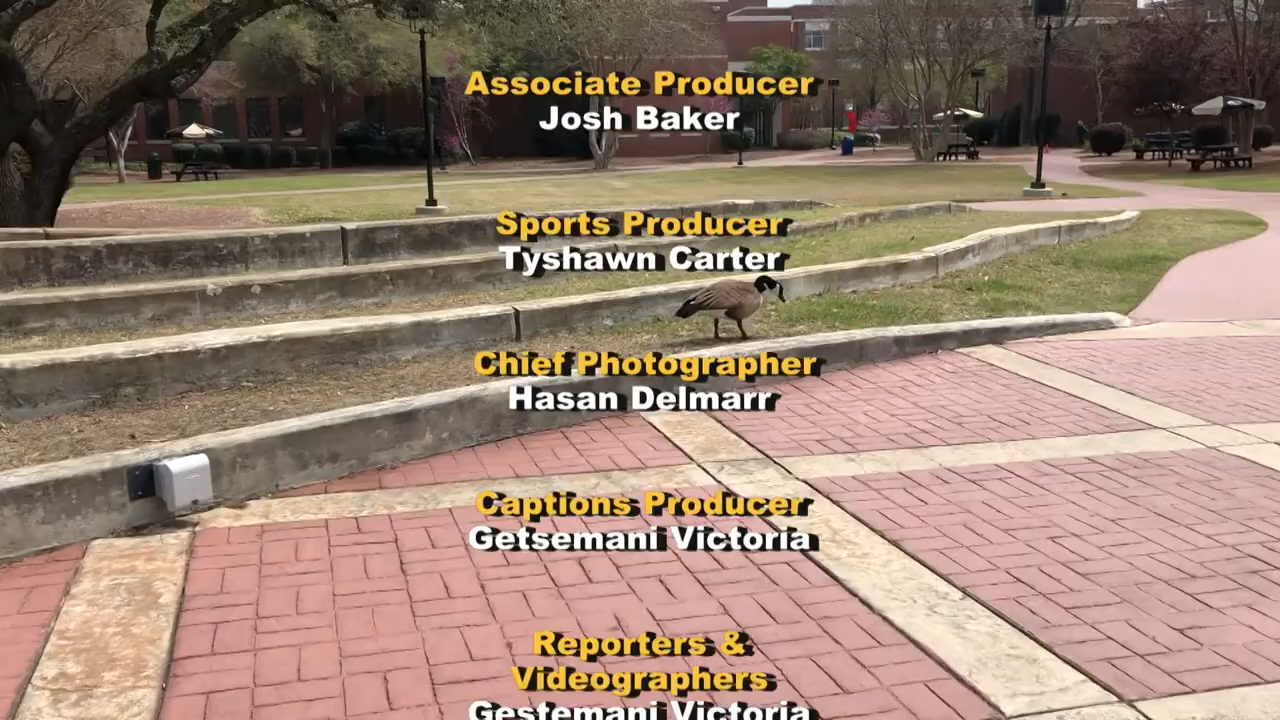 Associate Producer
Josh Baker
Sports Producer
Tyshawn Carter
Chief Photographer
Hasan Delmarr
Captions Producer
Getsemani Victoria
Reporters &
Videographers
Gestemani Victoria